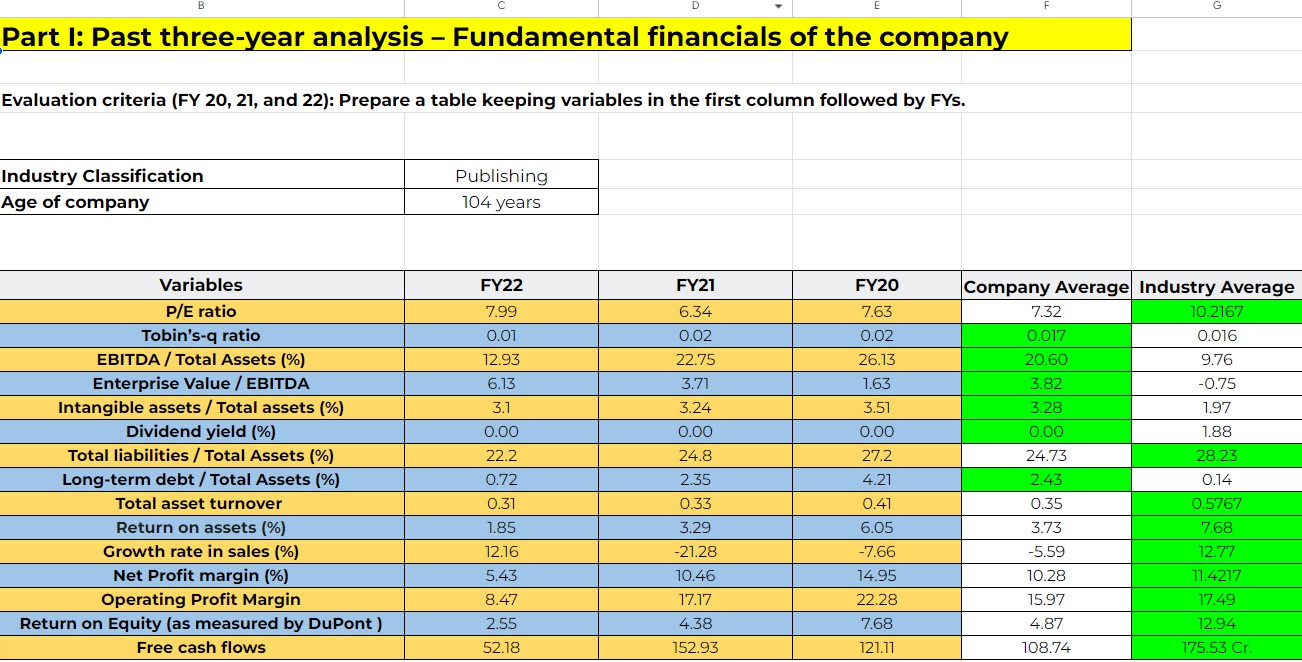 B C D E F G
Part I: Past three-year analysis – Fundamental financials of the company
Evaluation criteria (FY 20, 21, and 22): Prepare a table keeping variables in the first column followed by FYs.
Industry Classification Publishing
Age of company 104 years
Variables FY22 FY21 FY20 Company Average Industry Average
P/E ratio 7.99 6.34 7.63 7.32 10.2167
Tobin's-q ratio 0.01 0.02 0.02 0.017 0.016
EBITDA / Total Assets (%) 12.93 22.75 26.13 20.60 9.76
Enterprise Value / EBITDA 6.13 3.71 1.63 3.82 -0.75
Intangible assets / Total assets (%) 3.1 3.24 3.51 3.28 1.97
Dividend yield (%) 0.00 0.00 0.00 0.00 1.88
Total liabilities / Total Assets (%) 22.2 24.8 27.2 24.73 28.23
Long-term debt / Total Assets (%) 0.72 2.35 4.21 2.43 0.14
Total asset turnover 0.31 0.33 0.41 0.35 0.5767
Return on assets (%) 1.85 3.29 6.05 3.73 7.68
Growth rate in sales (%) 12.16 -21.28 -7.66 -5.59 12.77
Net Profit margin (%) 5.43 10.46 14.95 10.28 11.4217
Operating Profit Margin 8.47 17.17 22.28 15.97 17.49
Return on Equity (as measured by DuPont ) 2.55 4.38 7.68 4.87 12.94
Free cash flows 52.18 152.93 121.11 108.74 175.53 Cr.